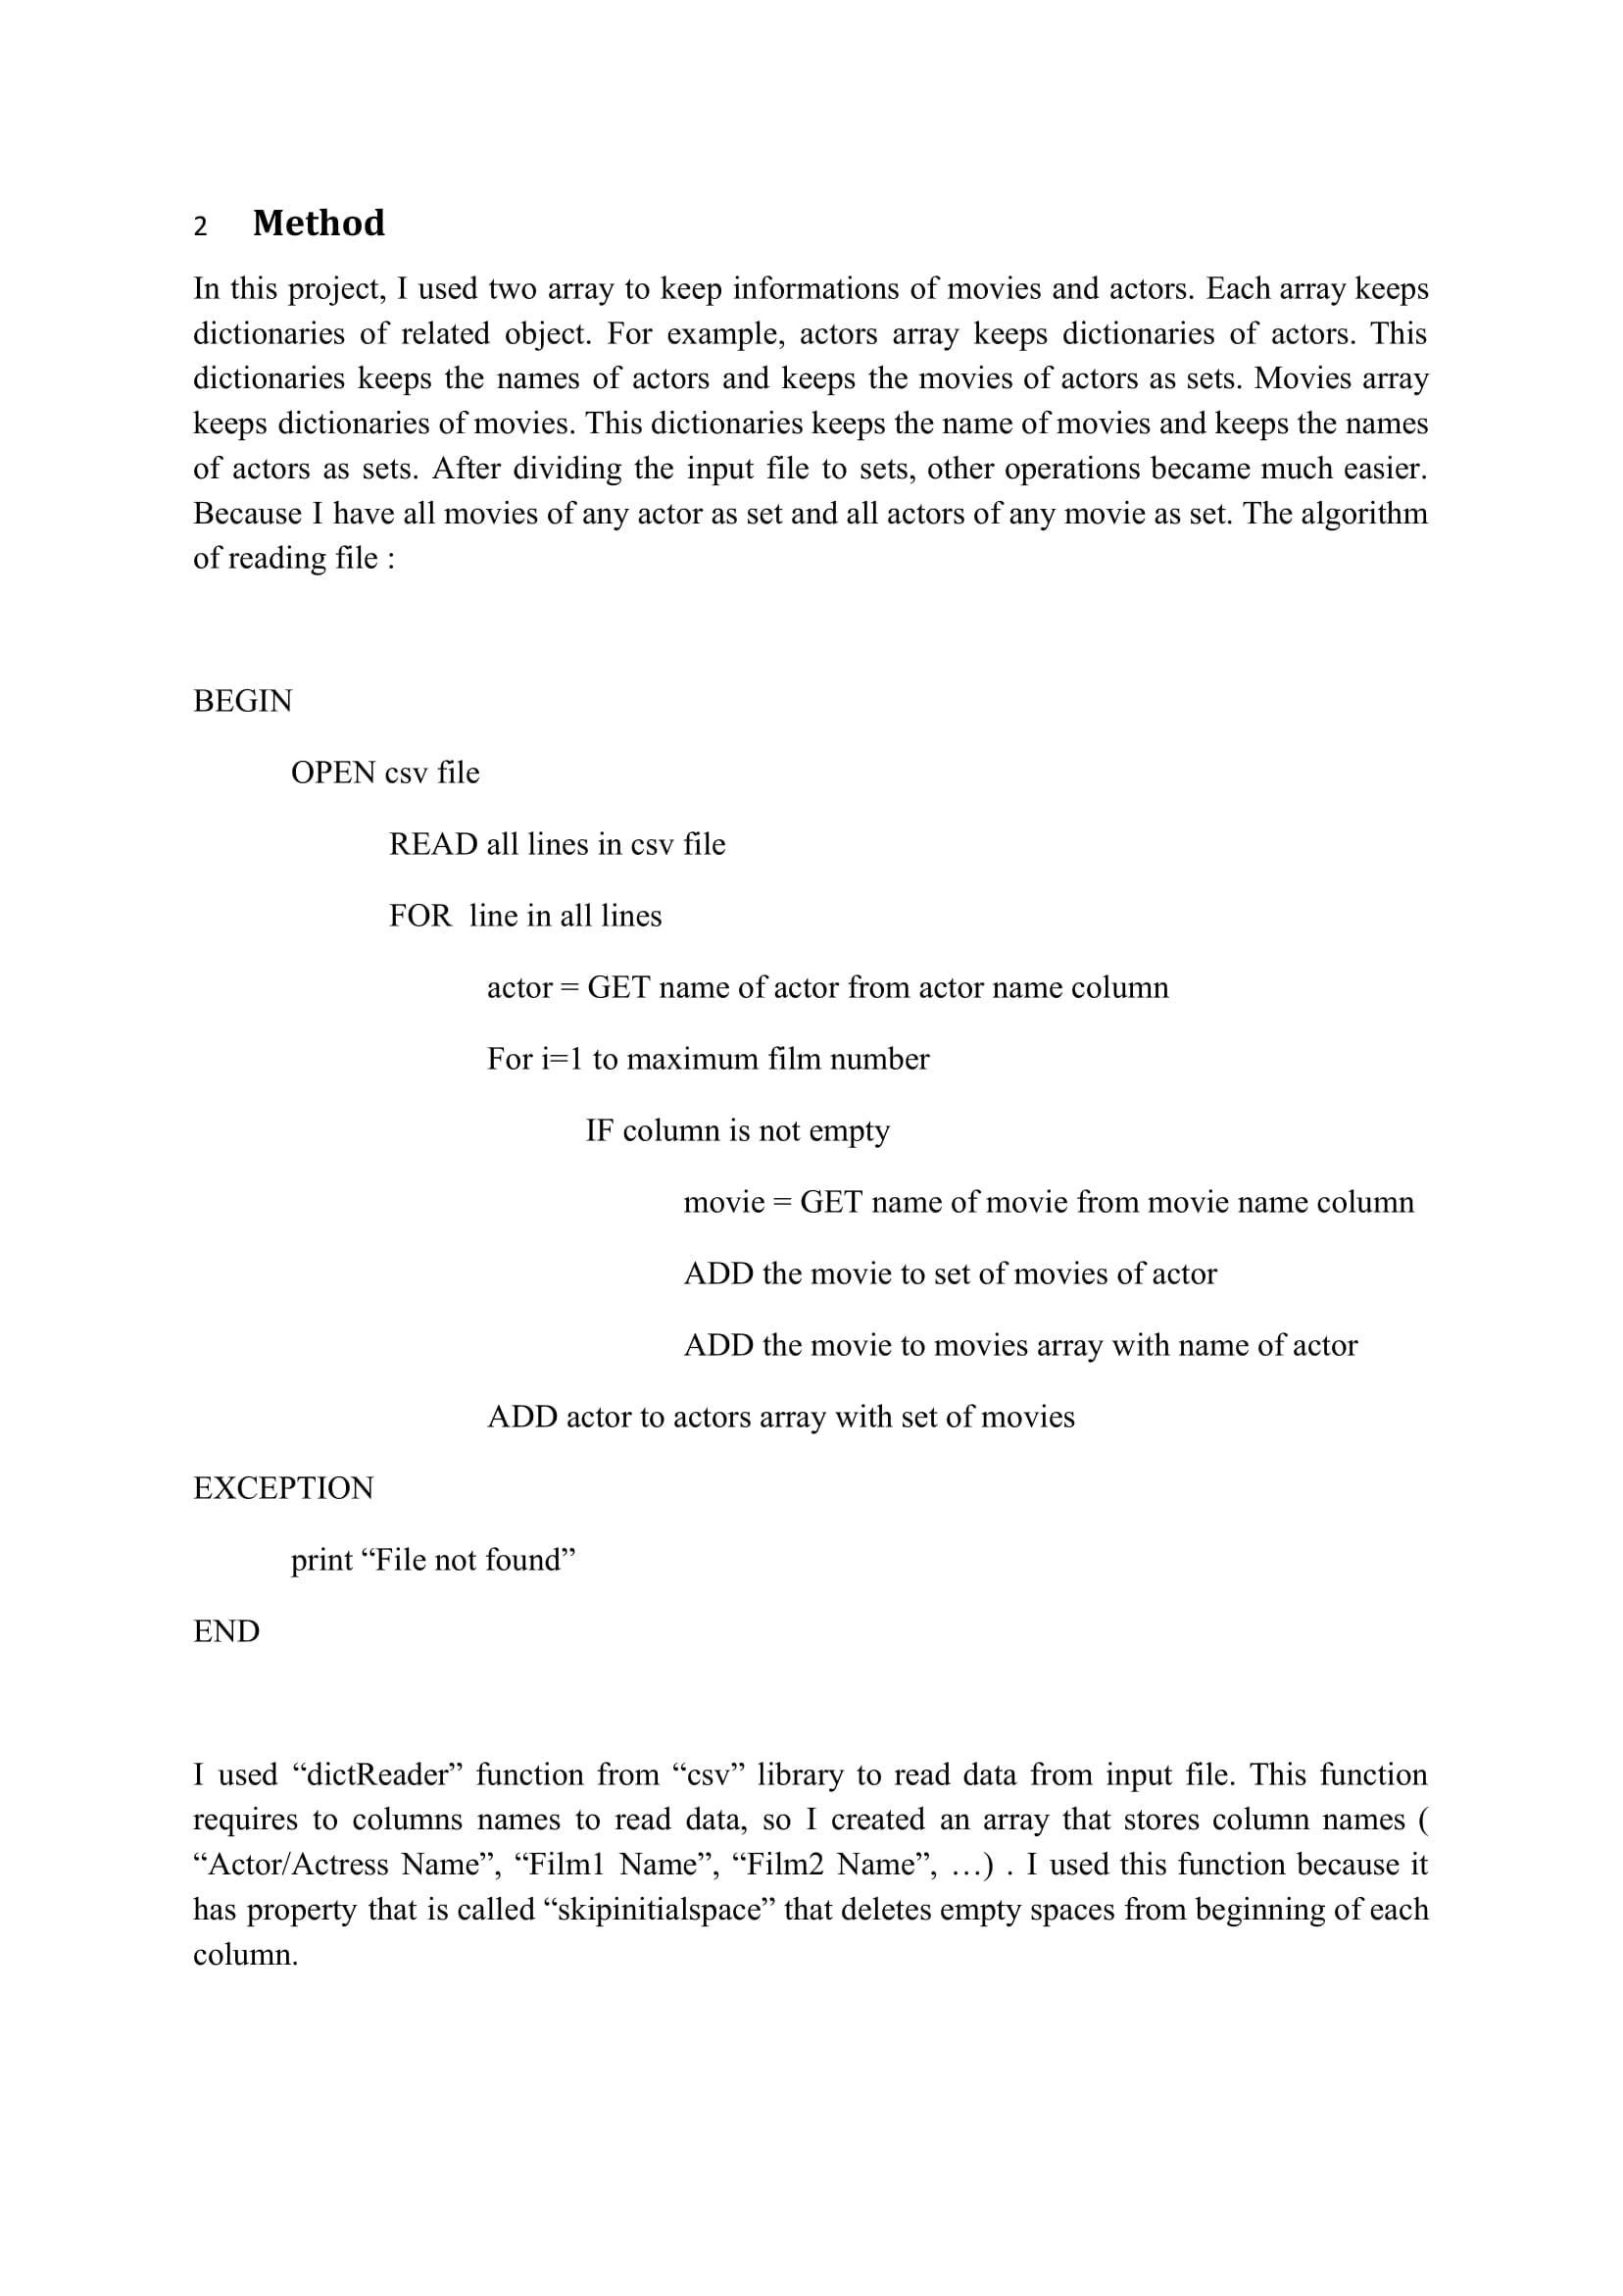 2 Method
In this project, I used two array to keep informations of movies and actors. Each array keeps
dictionaries of related object. For example, actors array keeps dictionaries of actors. This
dictionaries keeps the names of actors and keeps the movies of actors as sets. Movies array
keeps dictionaries of movies. This dictionaries keeps the name of movies and keeps the names
of actors as sets. After dividing the input file to sets, other operations became much easier.
Because I have all movies of any actor as set and all actors of any movie as set. The algorithm
of reading file :
BEGIN
OPEN csv file
READ all lines in csv file
FOR  line in all lines
actor = GET name of actor from actor name column
For i=1 to maximum film number
IF column is not empty
movie = GET name of movie from movie name column
ADD the movie to set of movies of actor
ADD the movie to movies array with name of actor
ADD actor to actors array with set of movies
EXCEPTION
print “File not found”
END
I used “dictReader” function from “csv” library to read data from input file. This function
requires to columns names to read data, so I created an array that stores column names (
“Actor/Actress Name”, “Film1 Name”, “Film2 Name”, …) . I used this function because it
has property that is called “skipinitialspace” that deletes empty spaces from beginning of each
column.